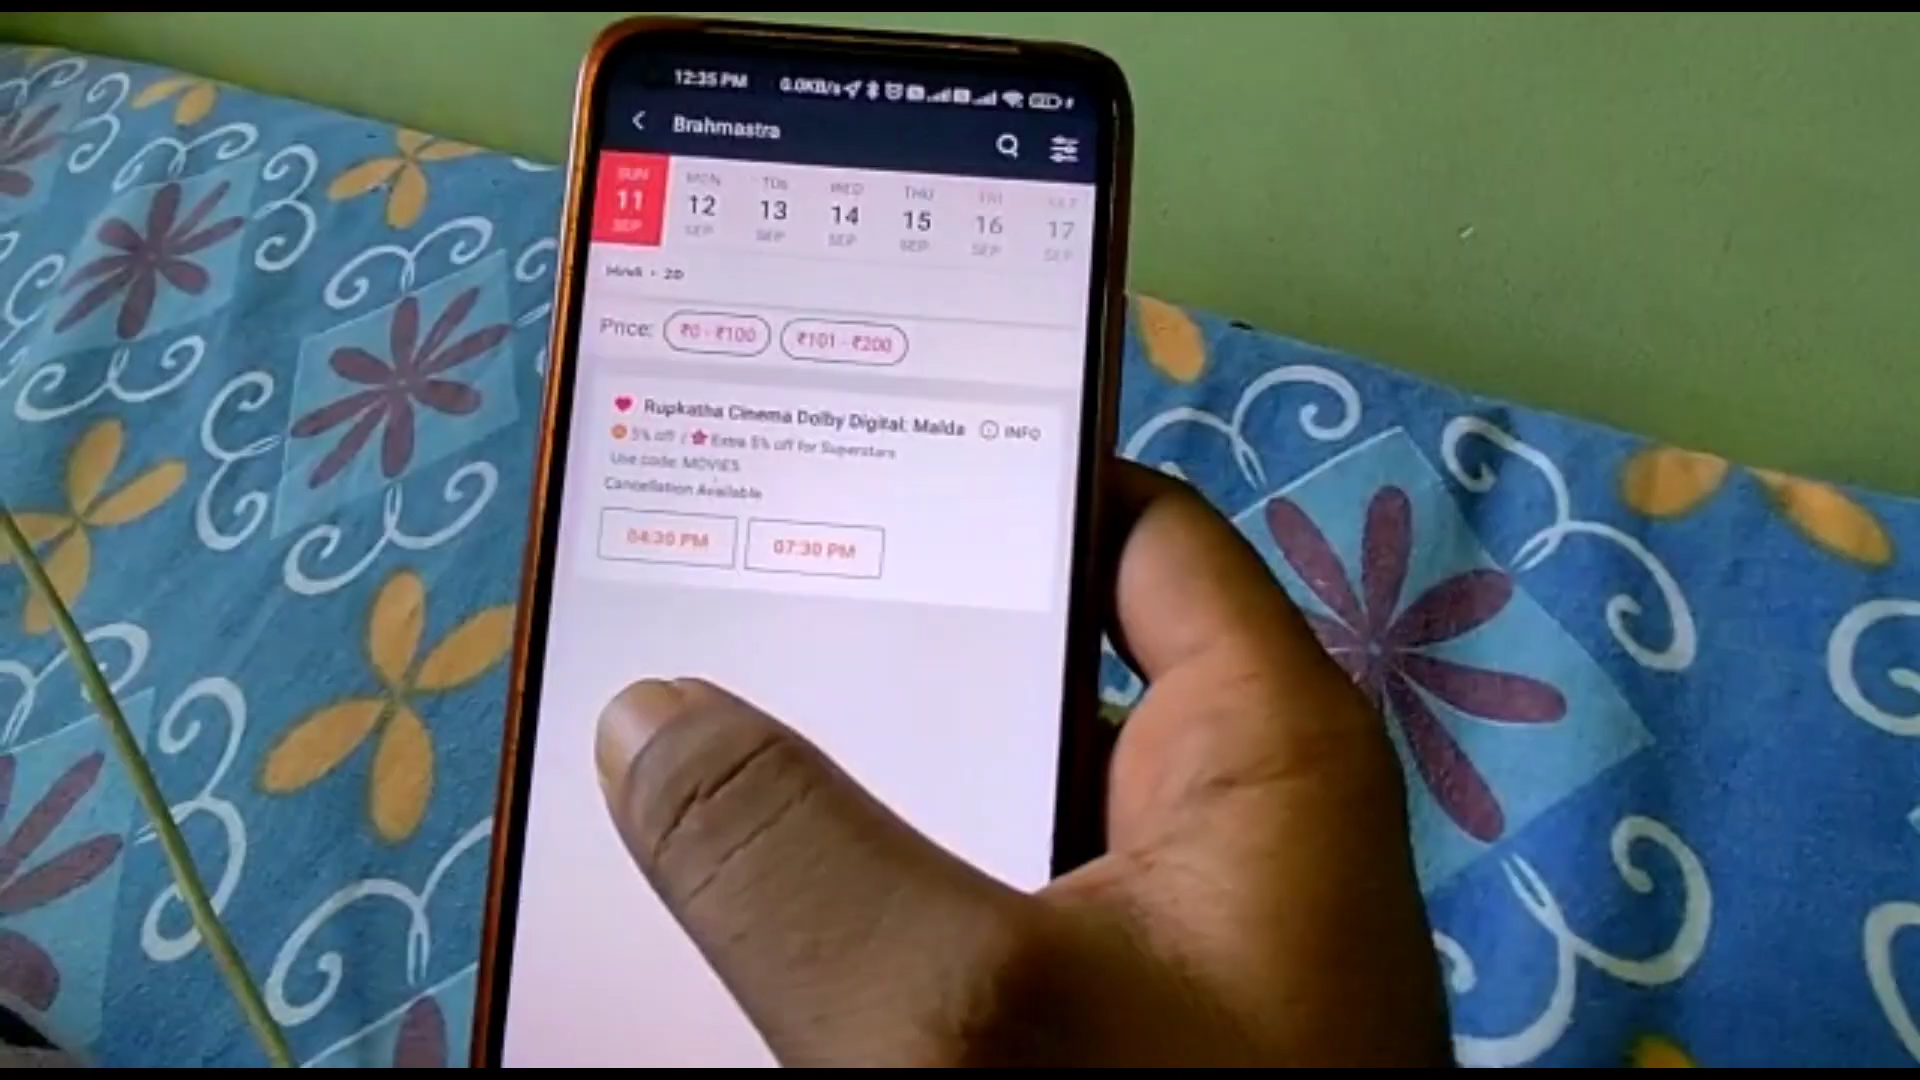 12:35 PM 0.0KB/s
Brahmastra
SUN MON TUE WED THU FRI SAT
11 12 13 14 15 16 17
SEP SEP SEP SEP SEP SEP SEP
Hindi • 2D
Price: ₹0 - ₹100 ₹101 - ₹200
Rupkatha Cinema Dolby Digital: Malda INFO
5% off / Extra 5% off for Superstars
Use code: MOVIES
Cancellation Available
04:30 PM 07:30 PM